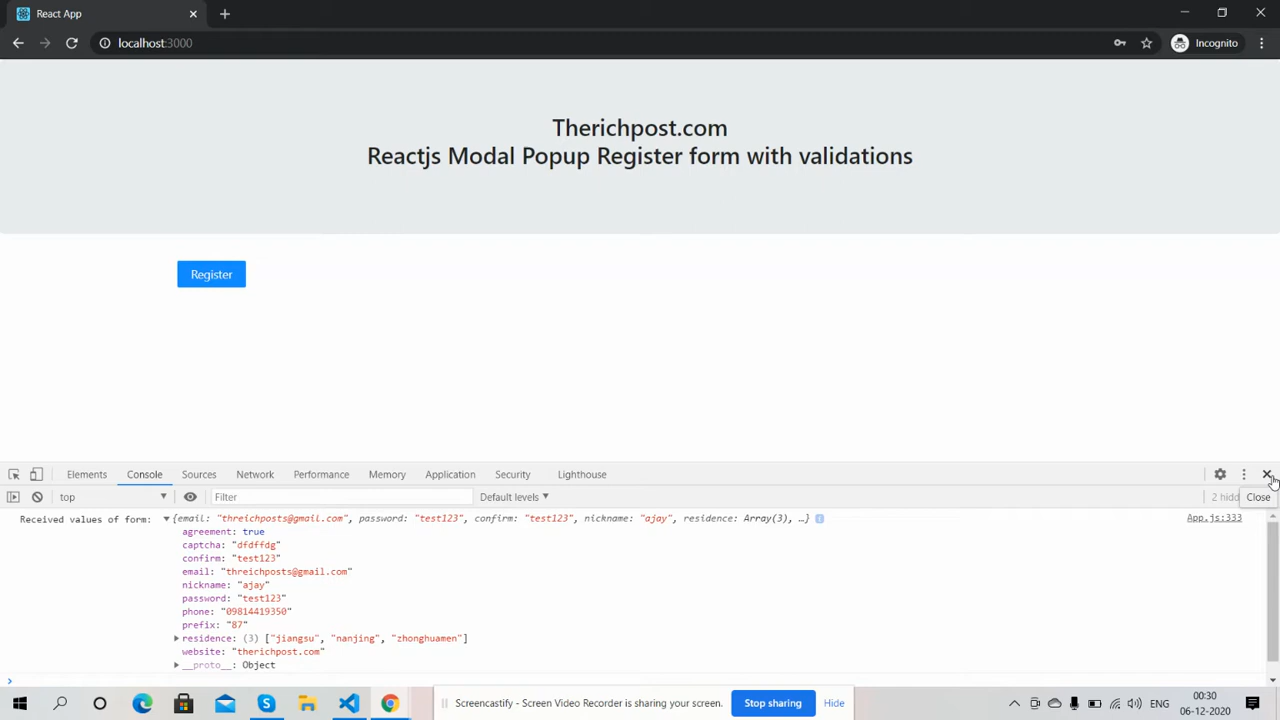 React App
localhost:3000
Incognito
Therichpost.com
Reactjs Modal Popup Register form with validations
Register
Elements Console Sources Network Performance Memory Application Security Lighthouse
top Filter Default levels 2 hidd Close
Received values of form: {email: "threichposts@gmail.com", password: "test123", confirm: "test123", nickname: "ajay", residence: Array(3), …} App.js:333
agreement: true
captcha: "dfdffdg"
confirm: "test123"
email: "threichposts@gmail.com"
nickname: "ajay"
password: "test123"
phone: "09814419350"
prefix: "87"
residence: (3) ["jiangsu", "nanjing", "zhonghuamen"]
website: "therichpost.com"
__proto__: Object
Screencastify - Screen Video Recorder is sharing your screen. Stop sharing Hide
ENG
00:30
06-12-2020